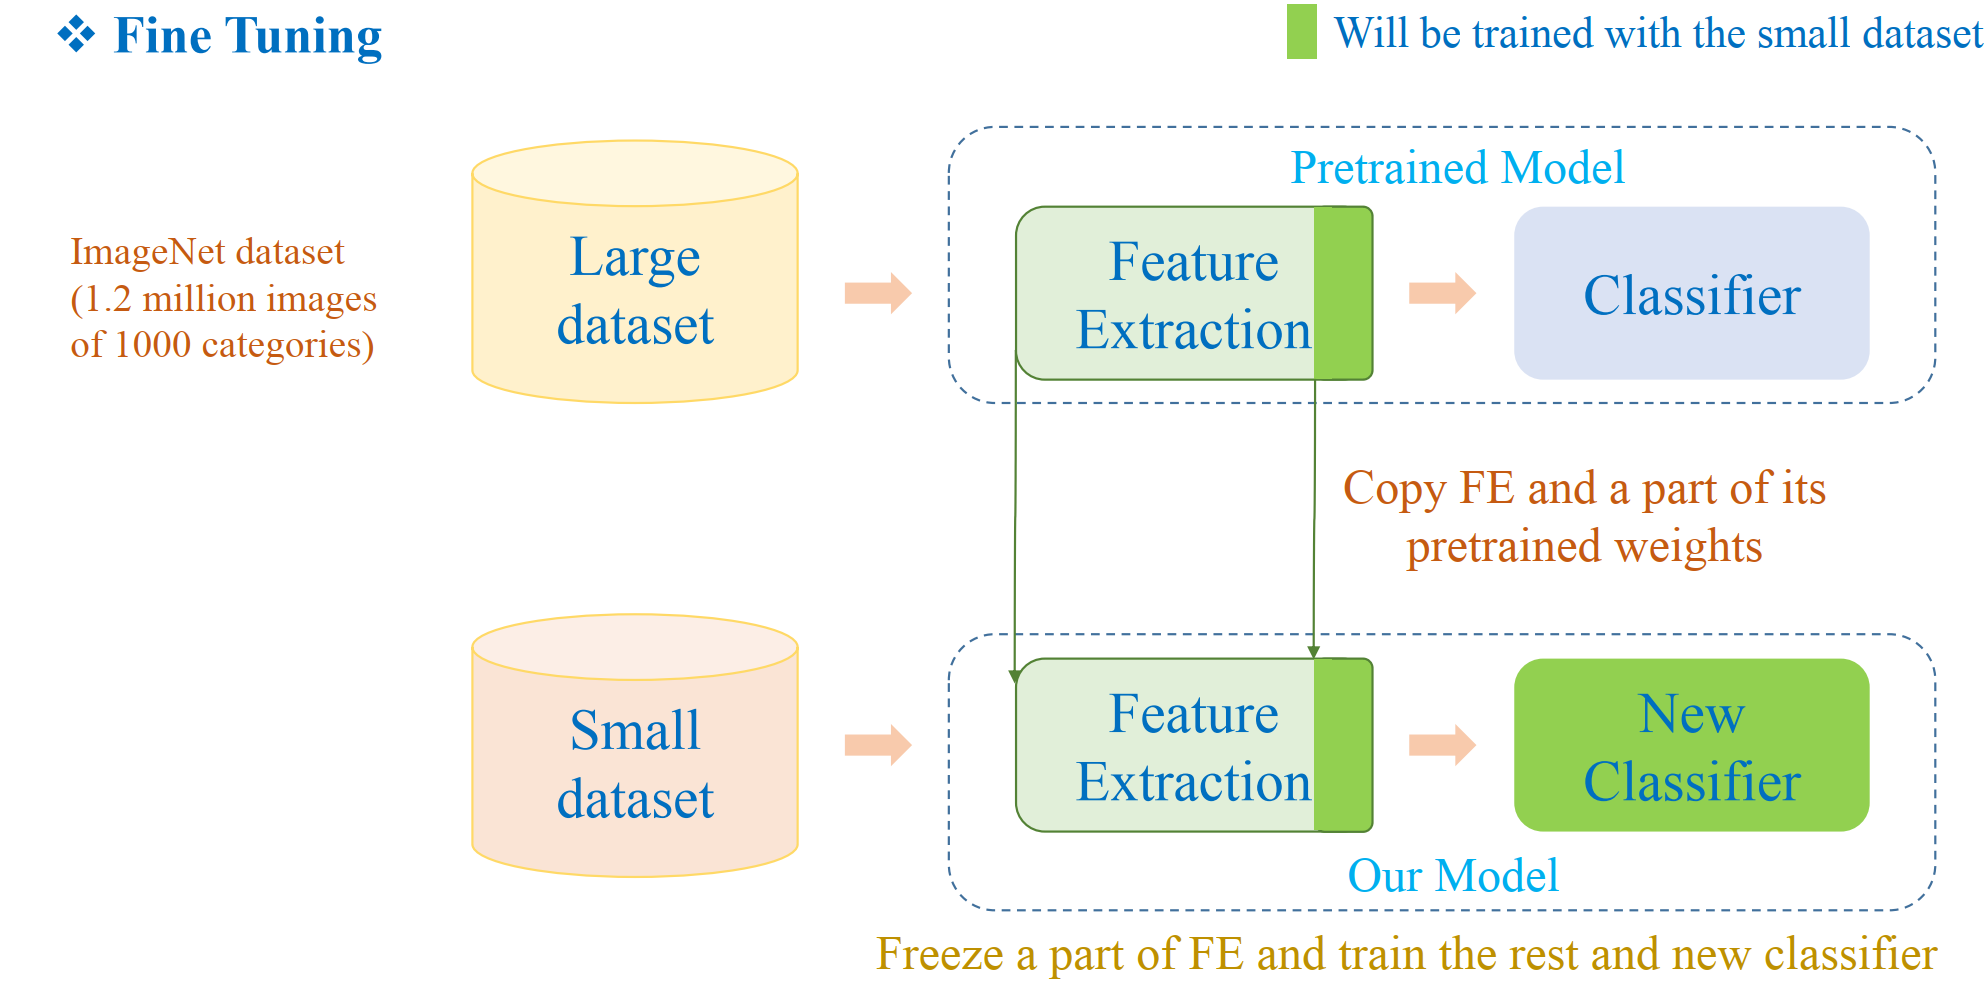 ❖ Fine Tuning
Will be trained with the small dataset
Pretrained Model
ImageNet dataset
(1.2 million images
of 1000 categories)
Large
dataset
Feature
Extraction
Classifier
Copy FE and a part of its
pretrained weights
Small
dataset
Feature
Extraction
New
Classifier
Our Model
Freeze a part of FE and train the rest and new classifier